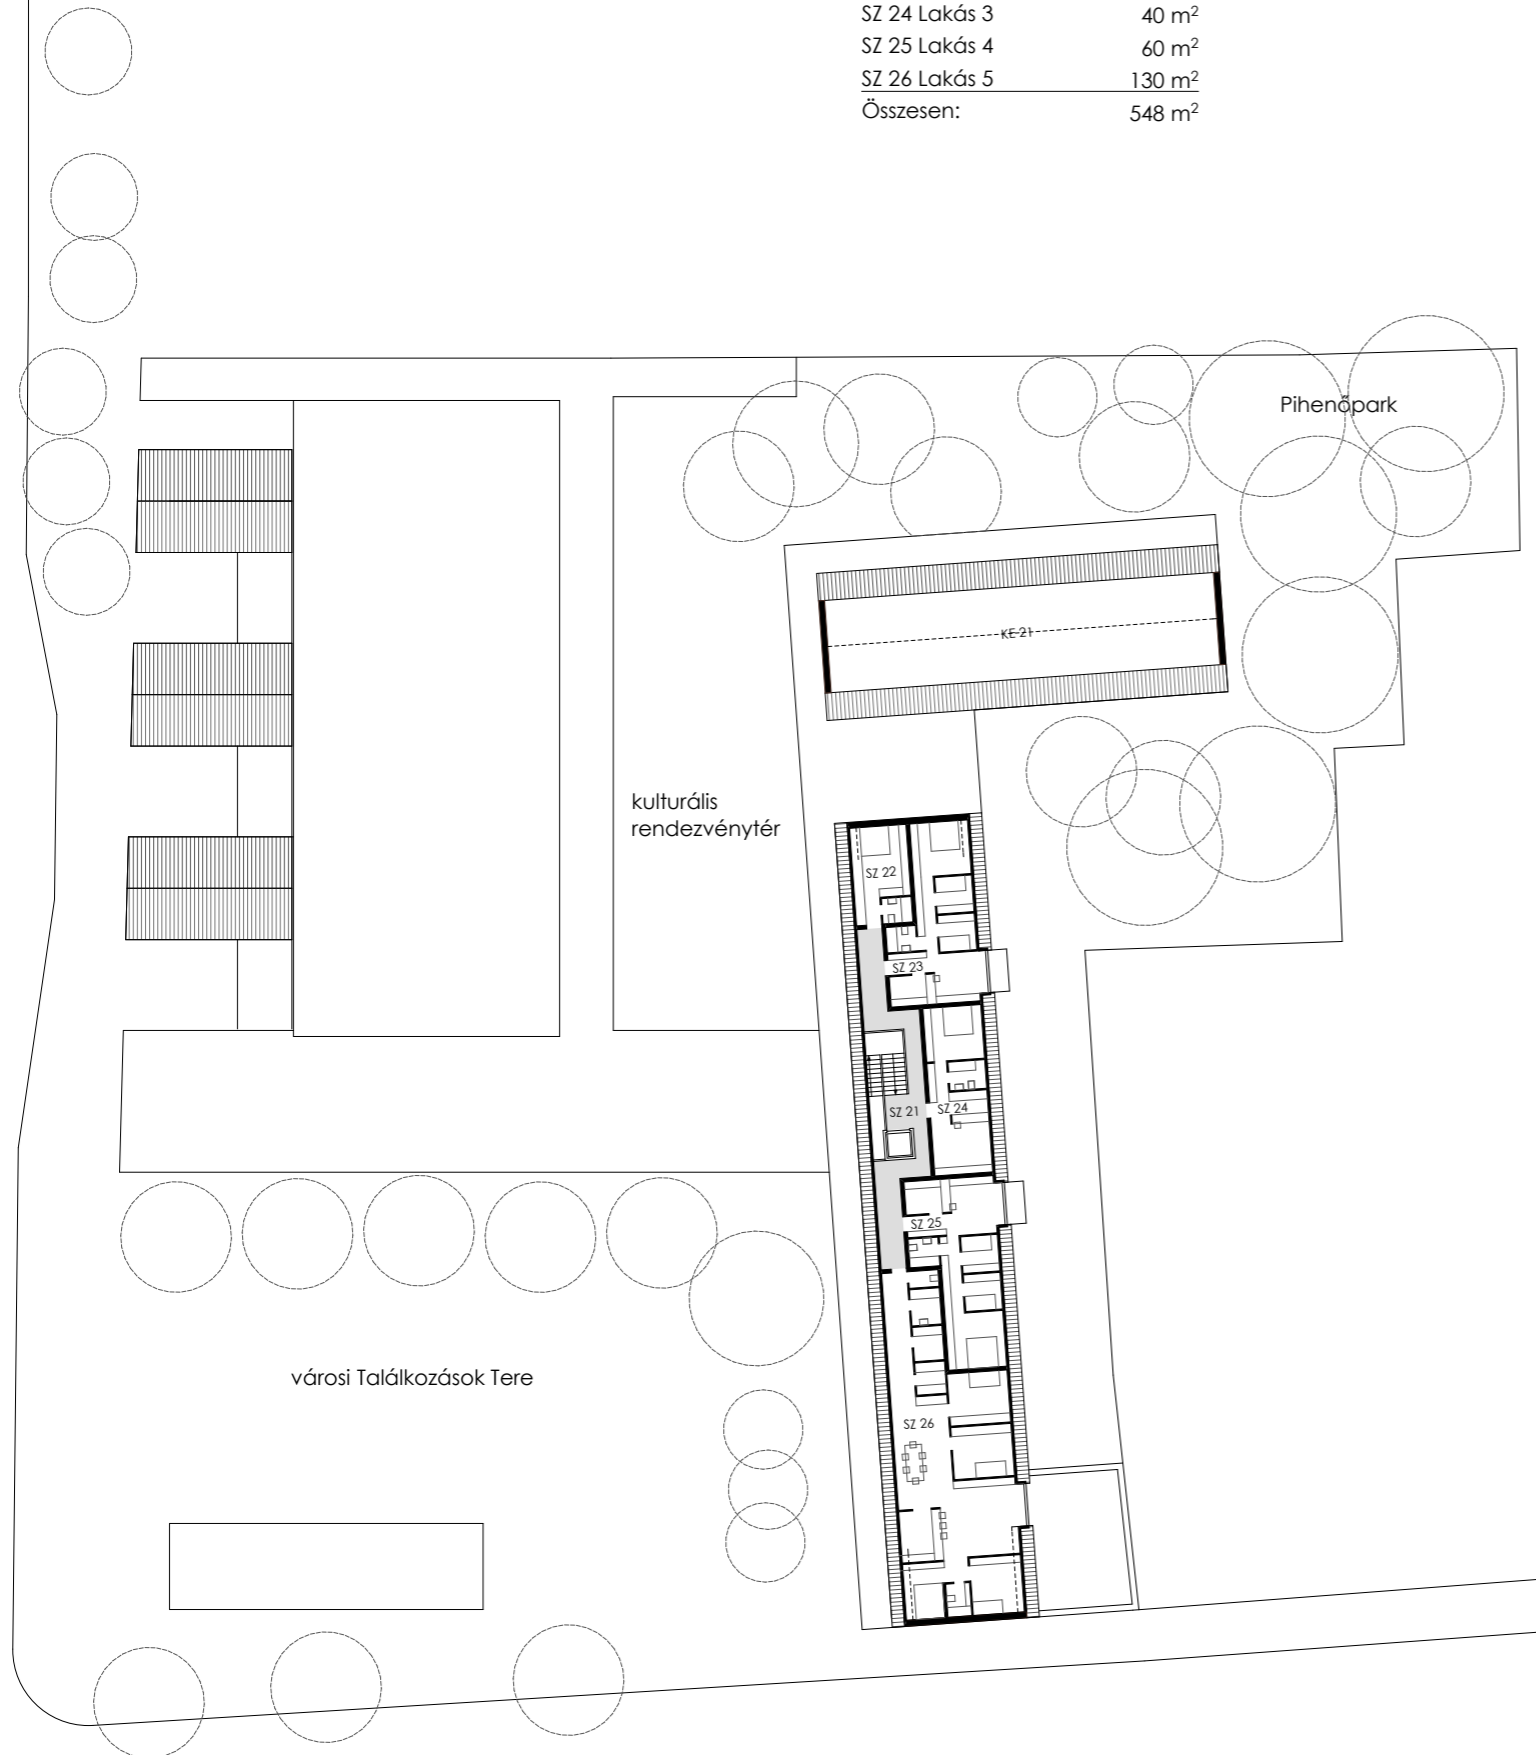 SZ 24 Lakás 3 40 m²
SZ 25 Lakás 4 60 m²
SZ 26 Lakás 5 130 m²
Összesen: 548 m²
Pihenőpark
KE 21
kulturális
rendezvénytér
SZ 22
SZ 23
SZ 21
SZ 24
SZ 25
városi Találkozások Tere
SZ 26